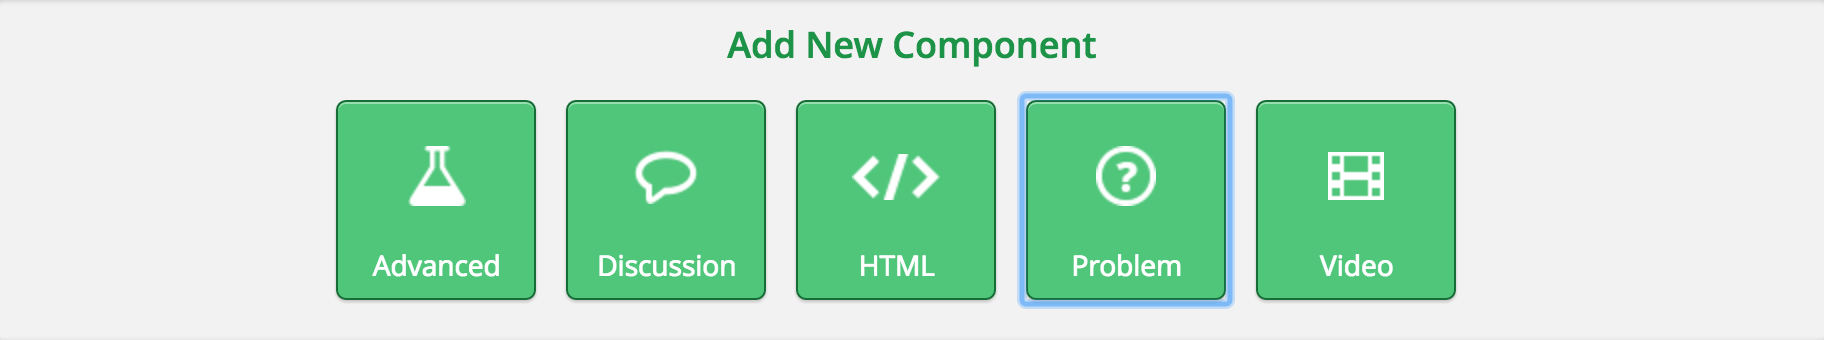 Add New Component
Advanced
Discussion
HTML
Problem
Video